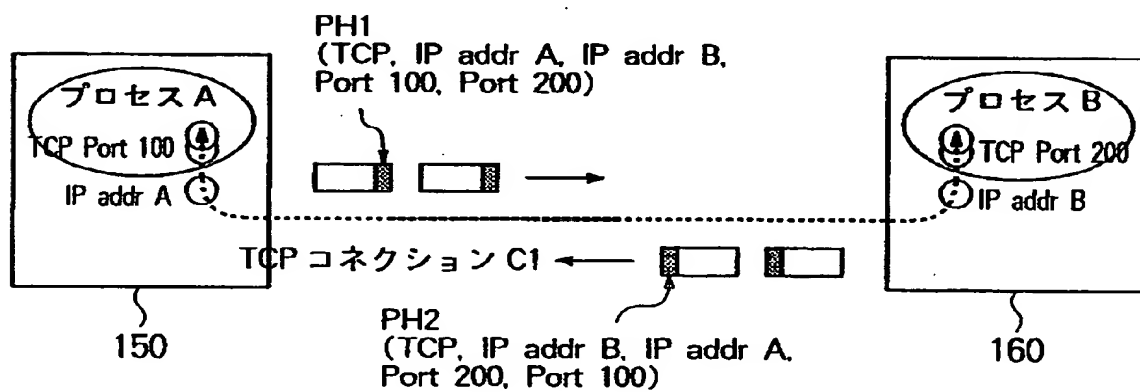 PH1
(TCP, IP addr A, IP addr B,
Port 100, Port 200)
プロセスA
TCP Port 100
IP addr A
プロセスB
TCP Port 200
IP addr B
TCPコネクションC1
PH2
(TCP, IP addr B, IP addr A,
Port 200, Port 100)
150
160